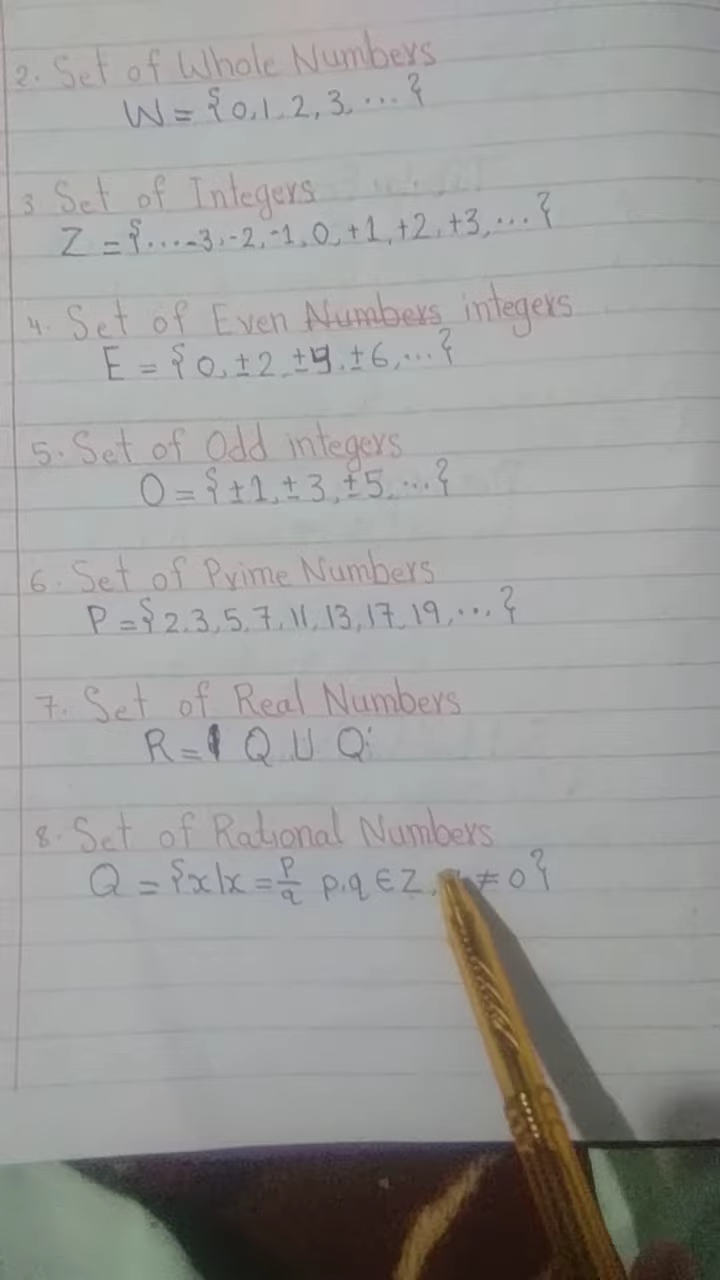 2. Set of Whole Numbers
W = {0, 1, 2, 3, ...}
3 Set of Integers
Z = {....-3, -2, -1, 0, +1, +2, +3, ...}
4. Set of Even Numbers integers
E = {0, ±2, ±4, ±6, ...}
5. Set of Odd integers
O = {±1, ±3, ±5, ...}
6. Set of Prime Numbers
P = {2, 3, 5, 7, 11, 13, 17, 19, ...}
7. Set of Real Numbers
R = Q U Q'
8. Set of Rational Numbers
Q = {x/x = p/q p,q ∈ Z, ≠ 0}